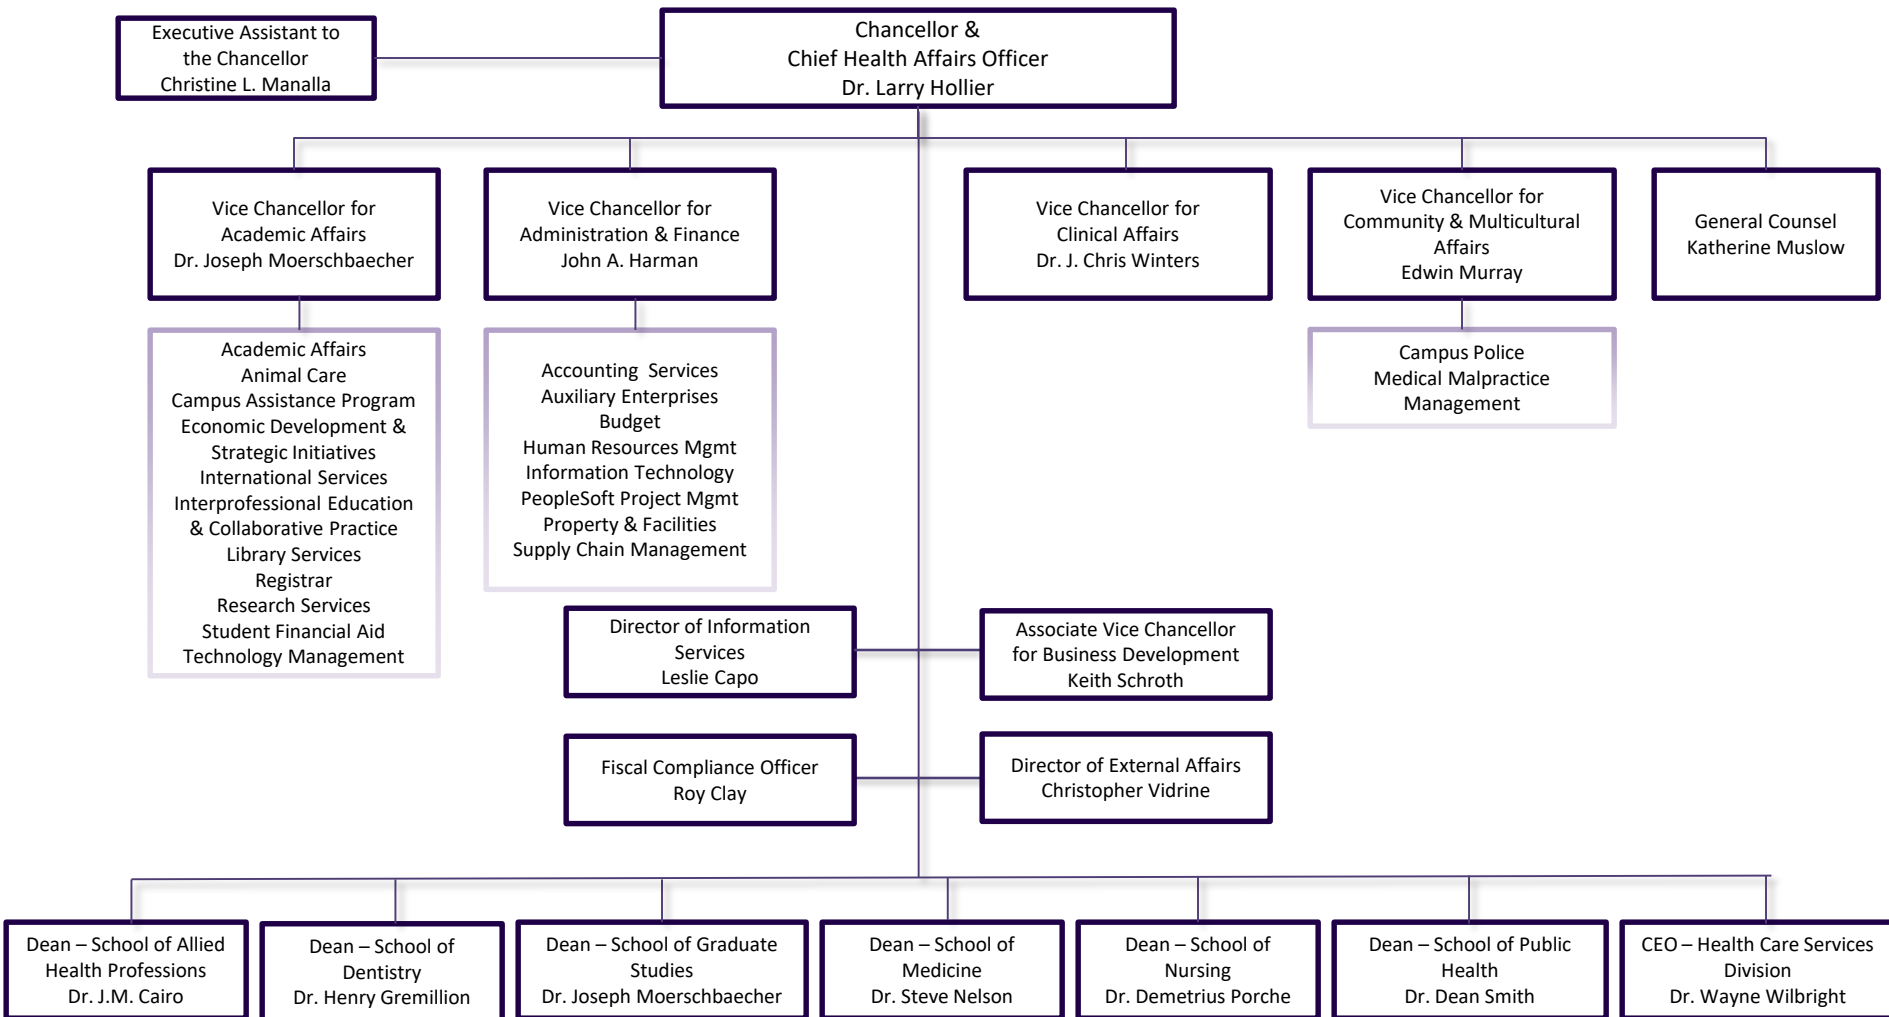 Executive Assistant to
the Chancellor
Christine L. Manalla
Chancellor &
Chief Health Affairs Officer
Dr. Larry Hollier
Vice Chancellor for
Academic Affairs
Dr. Joseph Moerschbaecher
Vice Chancellor for
Administration & Finance
John A. Harman
Vice Chancellor for
Clinical Affairs
Dr. J. Chris Winters
Vice Chancellor for
Community & Multicultural
Affairs
Edwin Murray
General Counsel
Katherine Muslow
Academic Affairs
Animal Care
Campus Assistance Program
Economic Development &
Strategic Initiatives
International Services
Interprofessional Education
& Collaborative Practice
Library Services
Registrar
Research Services
Student Financial Aid
Technology Management
Accounting Services
Auxiliary Enterprises
Budget
Human Resources Mgmt
Information Technology
PeopleSoft Project Mgmt
Property & Facilities
Supply Chain Management
Campus Police
Medical Malpractice
Management
Director of Information
Services
Leslie Capo
Associate Vice Chancellor
for Business Development
Keith Schroth
Fiscal Compliance Officer
Roy Clay
Director of External Affairs
Christopher Vidrine
Dean – School of Allied
Health Professions
Dr. J.M. Cairo
Dean – School of
Dentistry
Dr. Henry Gremillion
Dean – School of Graduate
Studies
Dr. Joseph Moerschbaecher
Dean – School of
Medicine
Dr. Steve Nelson
Dean – School of
Nursing
Dr. Demetrius Porche
Dean – School of Public
Health
Dr. Dean Smith
CEO – Health Care Services
Division
Dr. Wayne Wilbright